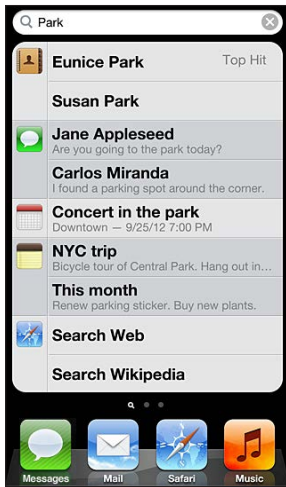 Park
Eunice Park Top Hit
Susan Park
Jane Appleseed
Are you going to the park today?
Carlos Miranda
I found a parking spot around the corner.
Concert in the park
Downtown — 9/25/12 7:00 PM
NYC trip
Bicycle tour of Central Park. Hang out in…
This month
Renew parking sticker. Buy new plants.
Search Web
Search Wikipedia
Messages Mail Safari Music